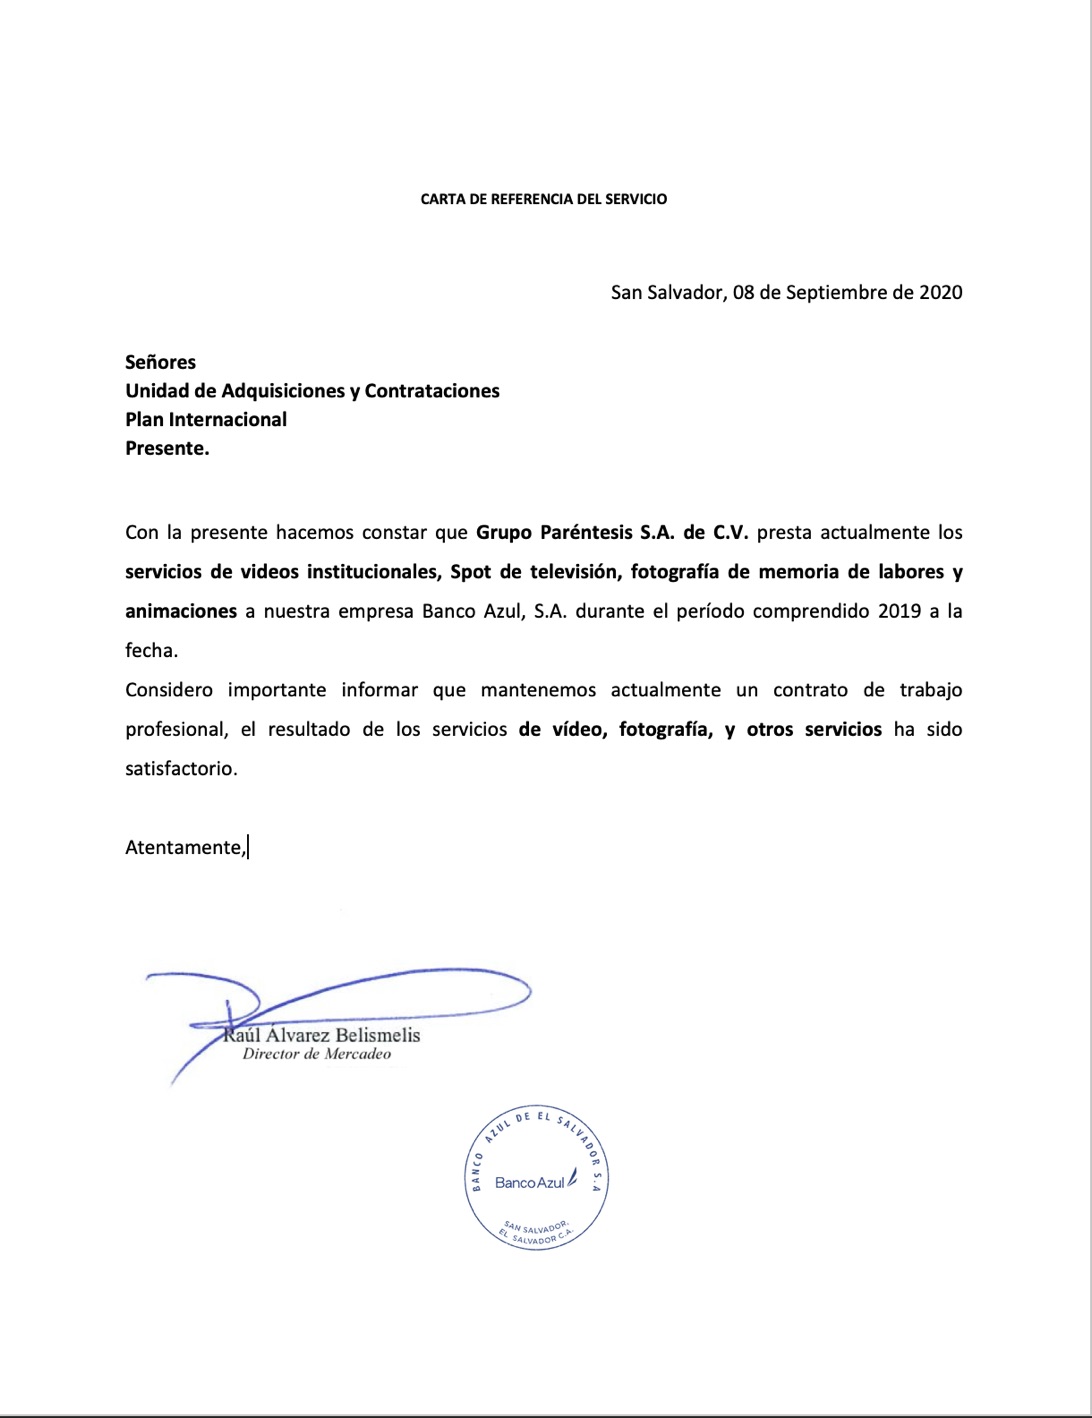 CARTA DE REFERENCIA DEL SERVICIO
San Salvador, 08 de Septiembre de 2020
Señores
Unidad de Adquisiciones y Contrataciones
Plan Internacional
Presente.
Con la presente hacemos constar que Grupo Paréntesis S.A. de C.V. presta actualmente los
servicios de videos institucionales, Spot de televisión, fotografía de memoria de labores y
animaciones a nuestra empresa Banco Azul, S.A. durante el período comprendido 2019 a la
fecha.
Considero importante informar que mantenemos actualmente un contrato de trabajo
profesional, el resultado de los servicios de vídeo, fotografía, y otros servicios ha sido
satisfactorio.
Atentamente,
Raúl Álvarez Belismelis
Director de Mercadeo
BANCO AZUL DE EL SALVADOR S.A
BancoAzul
SAN SALVADOR,
EL SALVADOR C.A.